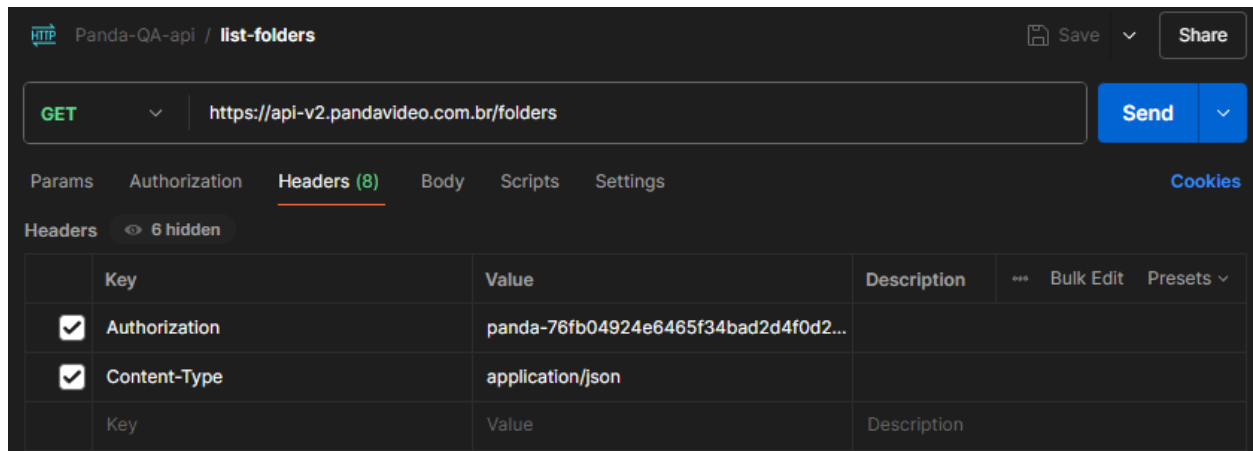 HTTP Panda-QA-api / list-folders Save Share
GET https://api-v2.pandavideo.com.br/folders Send
Params Authorization Headers (8) Body Scripts Settings Cookies
Headers 6 hidden
Key Value Description ••• Bulk Edit Presets
Authorization panda-76fb04924e6465f34bad2d4f0d2...
Content-Type application/json
Key Value Description